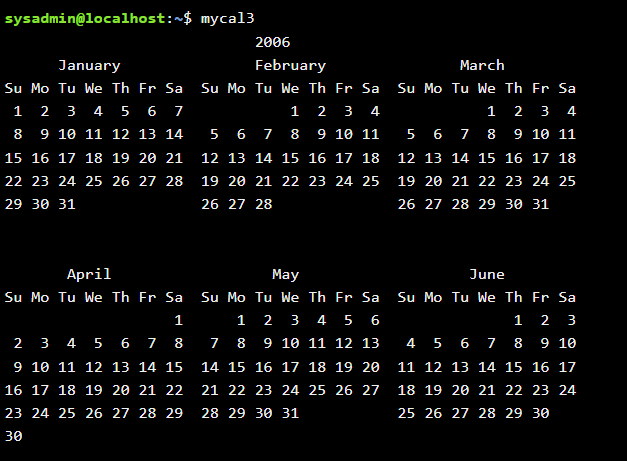 sysadmin@localhost:~$ mycal3
                            2006
      January               February               March
Su Mo Tu We Th Fr Sa  Su Mo Tu We Th Fr Sa  Su Mo Tu We Th Fr Sa
 1  2  3  4  5  6  7            1  2  3  4            1  2  3  4
 8  9 10 11 12 13 14   5  6  7  8  9 10 11   5  6  7  8  9 10 11
15 16 17 18 19 20 21  12 13 14 15 16 17 18  12 13 14 15 16 17 18
22 23 24 25 26 27 28  19 20 21 22 23 24 25  19 20 21 22 23 24 25
29 30 31              26 27 28              26 27 28 29 30 31

       April                  May                   June
Su Mo Tu We Th Fr Sa  Su Mo Tu We Th Fr Sa  Su Mo Tu We Th Fr Sa
                   1      1  2  3  4  5  6               1  2  3
 2  3  4  5  6  7  8   7  8  9 10 11 12 13   4  5  6  7  8  9 10
 9 10 11 12 13 14 15  14 15 16 17 18 19 20  11 12 13 14 15 16 17
16 17 18 19 20 21 22  21 22 23 24 25 26 27  18 19 20 21 22 23 24
23 24 25 26 27 28 29  28 29 30 31           25 26 27 28 29 30
30